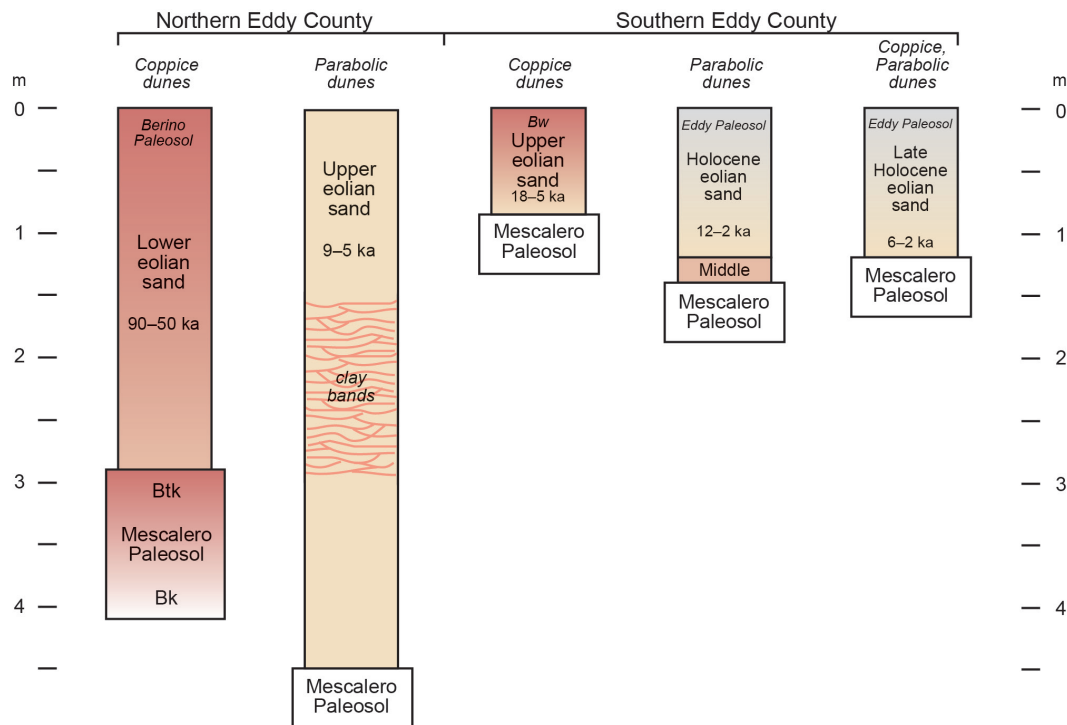 Northern Eddy County
Southern Eddy County
Coppice
dunes
Parabolic
dunes
Coppice
dunes
Parabolic
dunes
Coppice,
Parabolic
dunes
m
0
1
2
3
4
Berino
Paleosol
Lower
eolian
sand
90–50 ka
Btk
Mescalero
Paleosol
Bk
Upper
eolian
sand
9–5 ka
clay
bands
Mescalero
Paleosol
Bw
Upper
eolian
sand
18–5 ka
Mescalero
Paleosol
Eddy Paleosol
Holocene
eolian
sand
12–2 ka
Middle
Mescalero
Paleosol
Eddy Paleosol
Late
Holocene
eolian
sand
6–2 ka
Mescalero
Paleosol
m
0
1
2
3
4